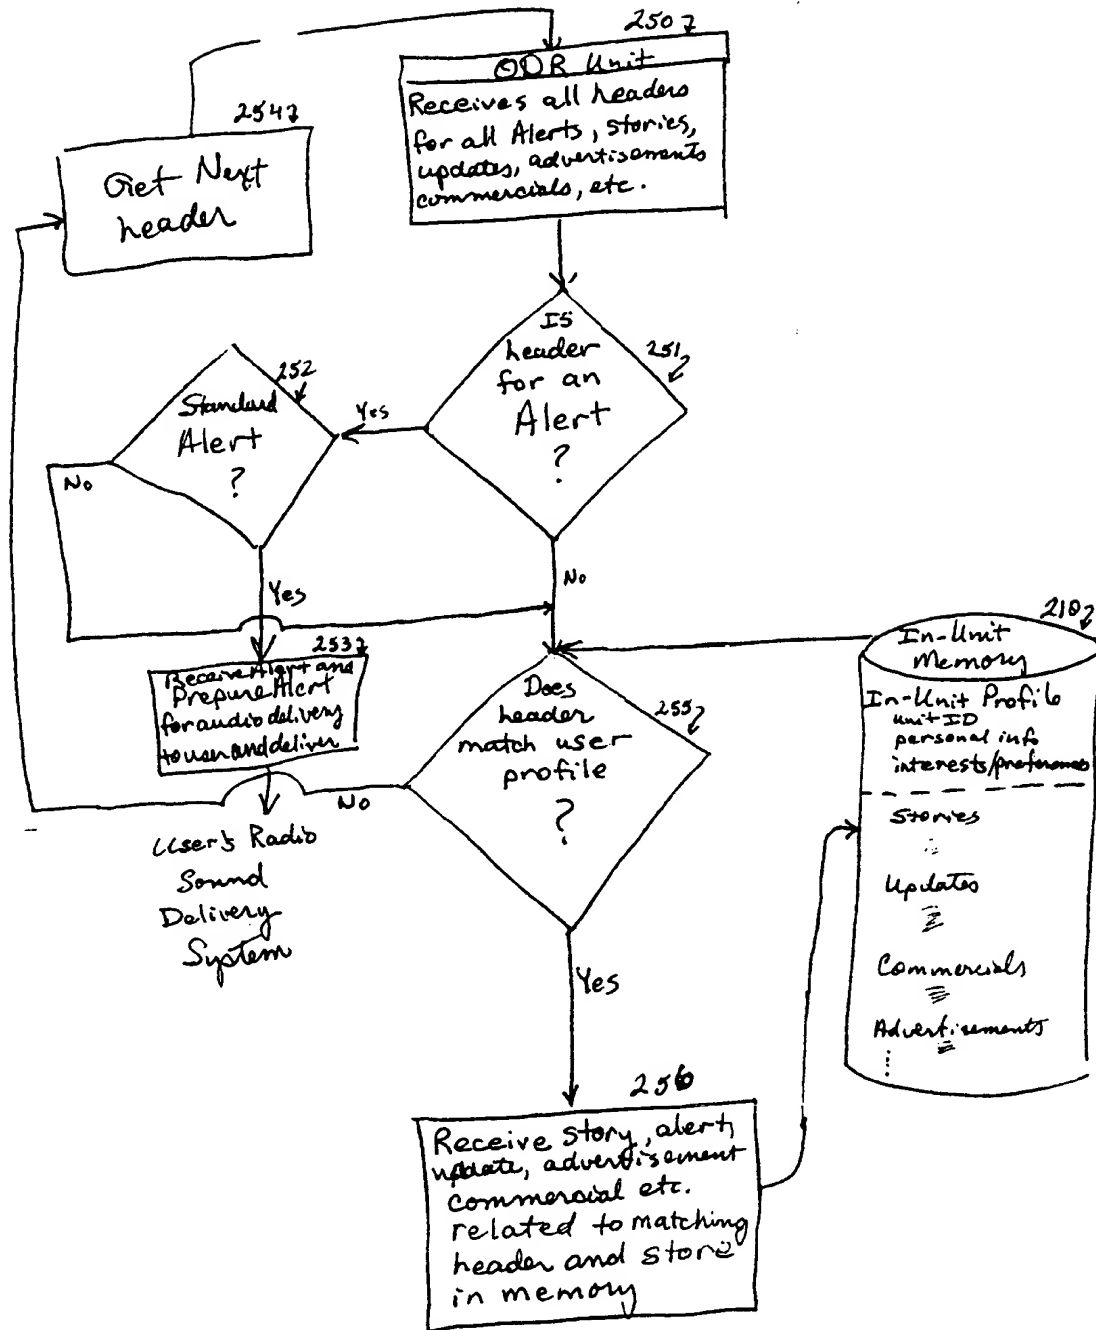 250
ODR Unit
Receives all headers
for all Alerts, stories,
updates, advertisements
commercials, etc.
254
Get Next
header
Is
header
for an
Alert
?
251
Yes
252
Standard
Alert
?
No
Yes
No
253
Receive Alert and
Prepare Alert
for audio delivery
to user and deliver
User's Radio
Sound
Delivery
System
Does
header
match user
profile
?
255
No
Yes
210
In-Unit
Memory
In-Unit Profile
unit ID
personal info
interests/preferences
Stories
Updates
Commercials
Advertisements
256
Receive story, alert,
update, advertisement
commercial etc.
related to matching
header and store
in memory